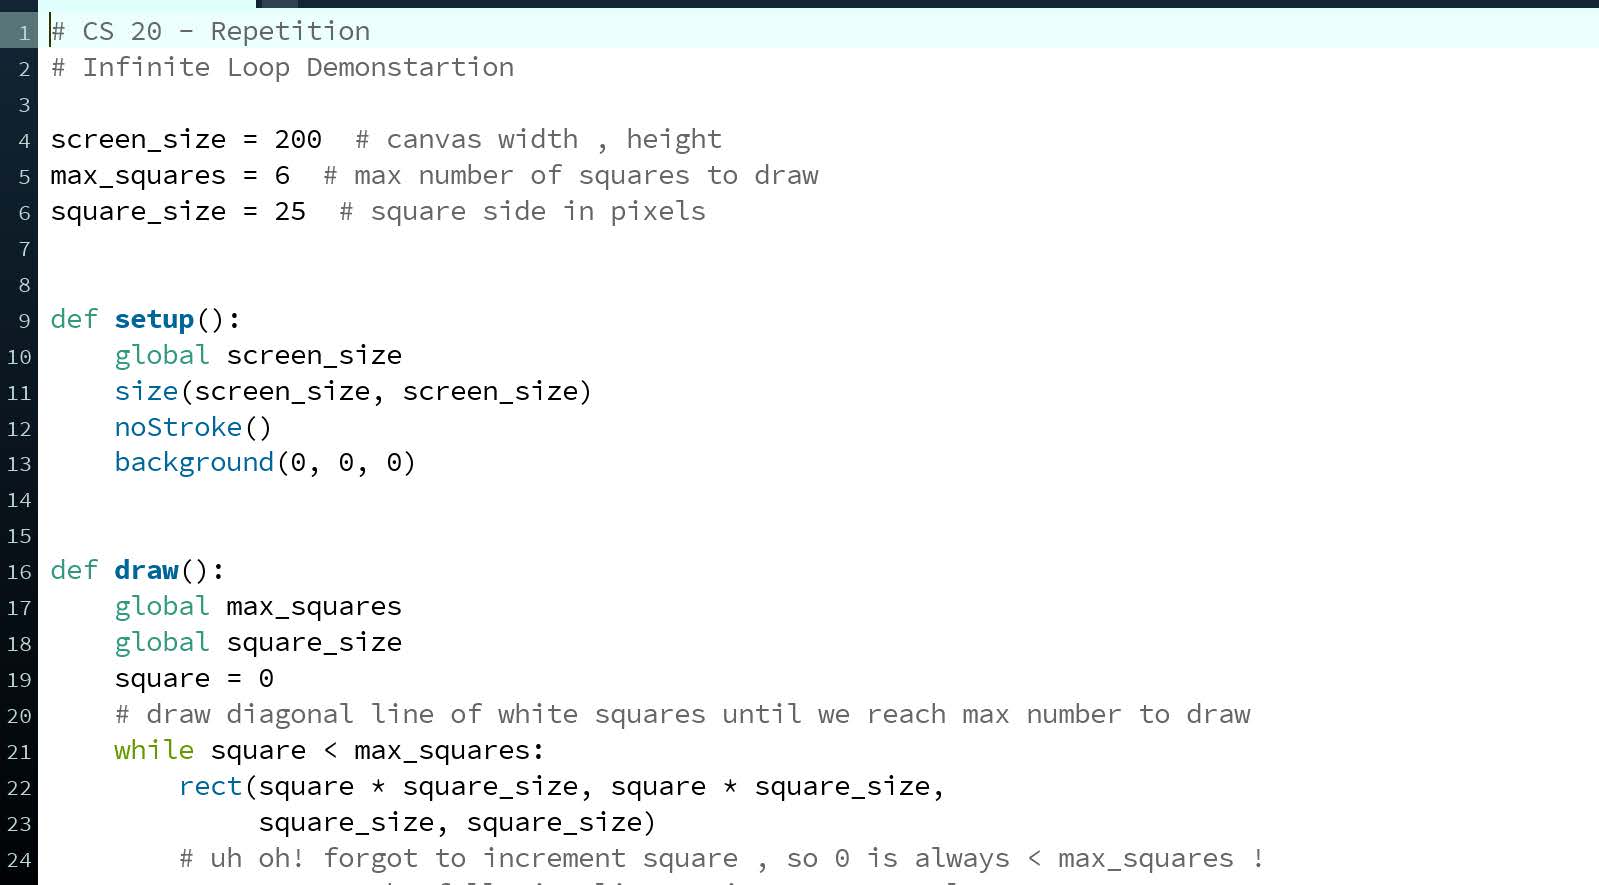 1 # CS 20 - Repetition
2 # Infinite Loop Demonstartion
3
4 screen_size = 200  # canvas width , height
5 max_squares = 6  # max number of squares to draw
6 square_size = 25  # square side in pixels
7
8
9 def setup():
10     global screen_size
11     size(screen_size, screen_size)
12     noStroke()
13     background(0, 0, 0)
14
15
16 def draw():
17     global max_squares
18     global square_size
19     square = 0
20     # draw diagonal line of white squares until we reach max number to draw
21     while square < max_squares:
22         rect(square * square_size, square * square_size,
23              square_size, square_size)
24         # uh oh! forgot to increment square , so 0 is always < max_squares !